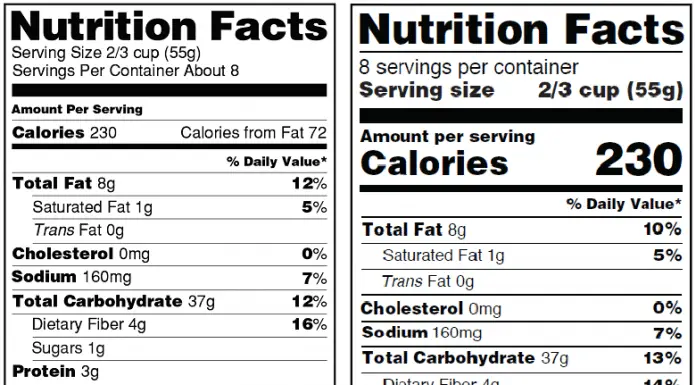 Nutrition Facts
Serving Size 2/3 cup (55g)
Servings Per Container About 8
Amount Per Serving
Calories 230 Calories from Fat 72
% Daily Value*
Total Fat 8g 12%
Saturated Fat 1g 5%
Trans Fat 0g
Cholesterol 0mg 0%
Sodium 160mg 7%
Total Carbohydrate 37g 12%
Dietary Fiber 4g 16%
Sugars 1g
Protein 3g
Nutrition Facts
8 servings per container
Serving size 2/3 cup (55g)
Amount per serving
Calories 230
% Daily Value*
Total Fat 8g 10%
Saturated Fat 1g 5%
Trans Fat 0g
Cholesterol 0mg 0%
Sodium 160mg 7%
Total Carbohydrate 37g 13%
Dietary Fiber 4g 14%